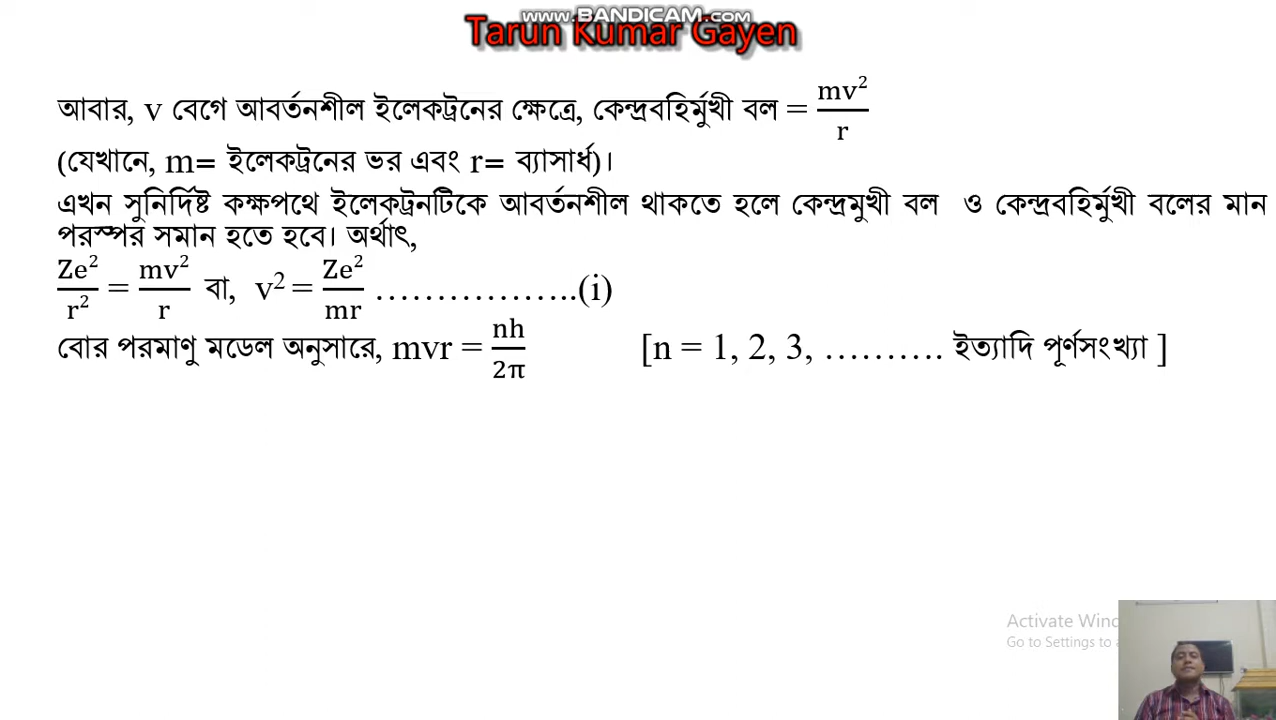 www.BANDICAM.com
Tarun Kumar Gayen
আবার, v বেগে আবর্তনশীল ইলেকট্রনের ক্ষেত্রে, কেন্দ্রবহির্মুখী বল = mv²/r
(যেখানে, m= ইলেকট্রনের ভর এবং r= ব্যাসার্ধ)।
এখন সুনির্দিষ্ট কক্ষপথে ইলেকট্রনটিকে আবর্তনশীল থাকতে হলে কেন্দ্রমুখী বল ও কেন্দ্রবহির্মুখী বলের মান
পরস্পর সমান হতে হবে। অর্থাৎ,
Ze²/r² = mv²/r বা, v² = Ze²/mr ……………….(i)
বোর পরমাণু মডেল অনুসারে, mvr = nh/2π [n = 1, 2, 3, ………. ইত্যাদি পূর্ণসংখ্যা ]
Activate Wind
Go to Settings to